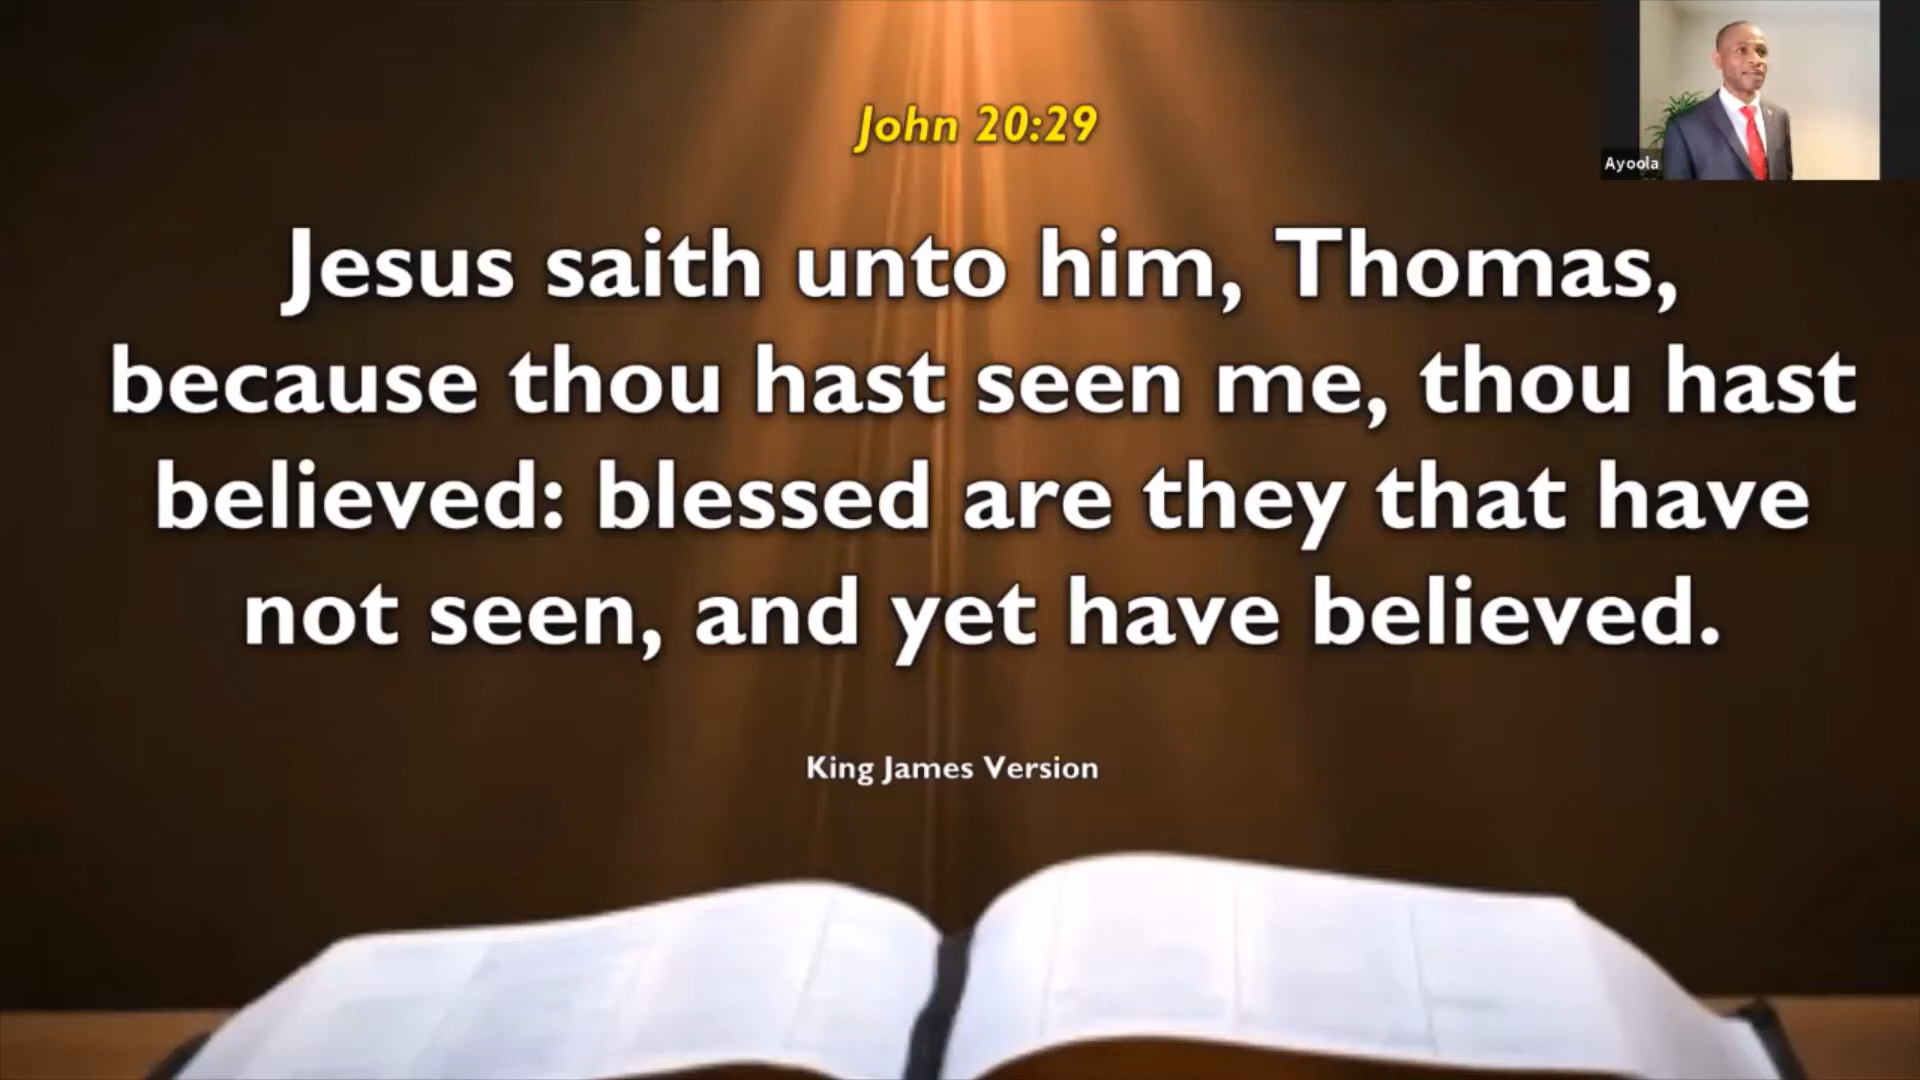 John 20:29
Ayoola
Jesus saith unto him, Thomas,
because thou hast seen me, thou hast
believed: blessed are they that have
not seen, and yet have believed.
King James Version